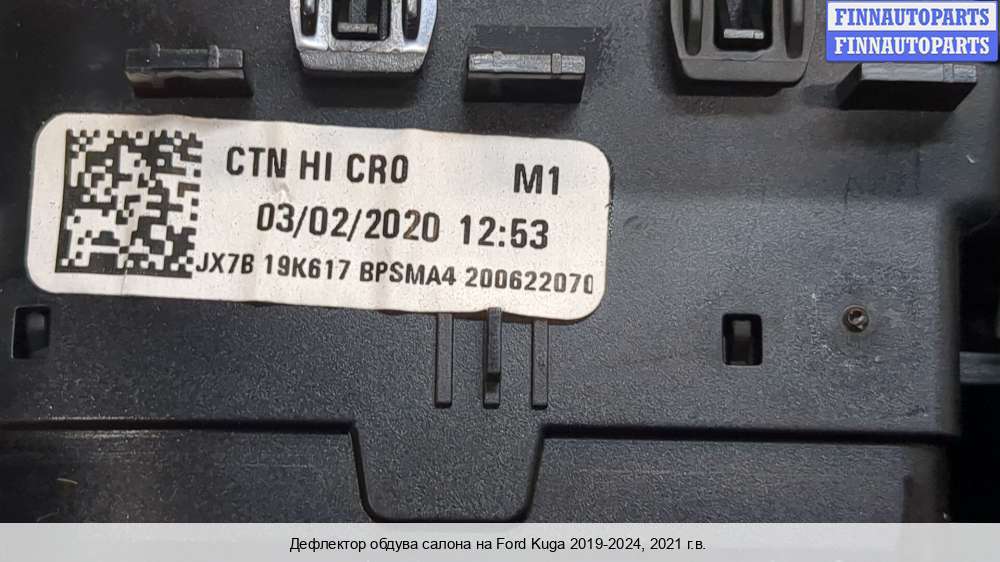 FINNAUTOPARTS
FINNAUTOPARTS
CTN HI CRO M1
03/02/2020 12:53
JX7B 19K617 BPSMA4 200622070
Дефлектор обдува салона на Ford Kuga 2019-2024, 2021 г.в.